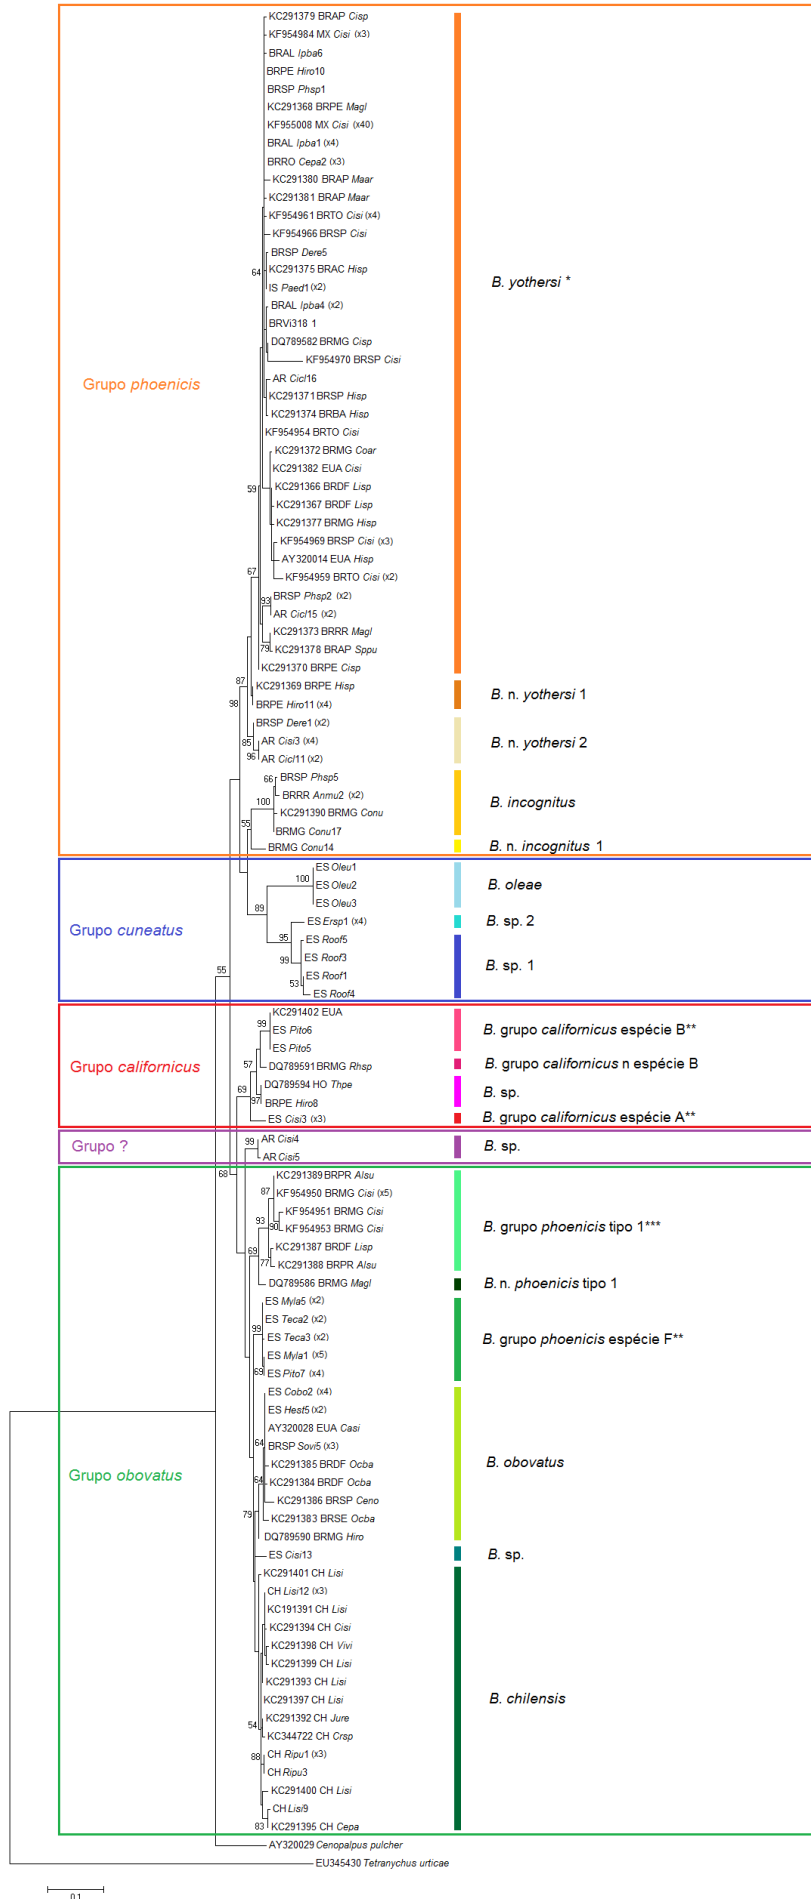 KC291379 BRAP Cisp
KF954984 MX Cisi (x3)
BRAL Ipba6
BRPE Hiro10
BRSP Phsp1
KC291368 BRPE Magl
KF955008 MX Cisi (x40)
BRAL Ipba1 (x4)
BRRO Cepa2 (x3)
KC291380 BRAP Maar
KC291381 BRAP Maar
KF954961 BRTO Cisi (x4)
KF954966 BRSP Cisi
BRSP Dere5
64
KC291375 BRAC Hisp
B. yothersi *
IS Paed1 (x2)
BRAL Ipba4 (x2)
BRVi318 1
DQ789582 BRMG Cisp
KF954970 BRSP Cisi
AR Cicl16
Grupo phoenicis
KC291371 BRSP Hisp
KC291374 BRBA Hisp
KF954954 BRTO Cisi
KC291372 BRMG Coar
KC291382 EUA Cisi
KC291366 BRDF Lisp
59
KC291367 BRDF Lisp
KC291377 BRMG Hisp
KF954969 BRSP Cisi (x3)
AY320014 EUA Hisp
67
KF954959 BRTO Cisi (x2)
BRSP Phsp2 (x2)
93
AR Cicl15 (x2)
KC291373 BRRR Magl
79
KC291378 BRAP Sppu
KC291370 BRPE Cisp
87
KC291369 BRPE Hisp
B. n. yothersi 1
98
BRPE Hiro11 (x4)
BRSP Dere1 (x2)
85
AR Cisi3 (x4)
B. n. yothersi 2
96
AR Cicl11 (x2)
66
BRSP Phsp5
BRRR Anmu2 (x2)
100
B. incognitus
KC291390 BRMG Conu
55
BRMG Conu17
BRMG Conu14
B. n. incognitus 1
ES Oleu1
100
ES Oleu2
B. oleae
ES Oleu3
89
ES Ersp1 (x4)
B. sp. 2
Grupo cuneatus
95
ES Roof5
99
ES Roof3
B. sp. 1
55
ES Roof1
53
ES Roof4
KC291402 EUA
99
ES Pito6
B. grupo californicus espécie B**
ES Pito5
57
DQ789591 BRMG Rhsp
B. grupo californicus n espécie B
Grupo californicus
69
DQ789594 HO Thpe
B. sp.
97
BRPE Hiro8
ES Cisi3 (x3)
B. grupo californicus espécie A**
99
AR Cisi4
Grupo ?
B. sp.
AR Cisi5
68
KC291389 BRPR Alsu
87
KF954950 BRMG Cisi (x5)
KF954951 BRMG Cisi
93
90
KF954953 BRMG Cisi
B. grupo phoenicis tipo 1***
69
KC291387 BRDF Lisp
77
KC291388 BRPR Alsu
DQ789586 BRMG Magl
B. n. phoenicis tipo 1
ES Myla5 (x2)
ES Teca2 (x2)
99
ES Teca3 (x2)
B. grupo phoenicis espécie F**
ES Myla1 (x5)
69
ES Pito7 (x4)
ES Cobo2 (x4)
ES Hest5 (x2)
AY320028 EUA Casi
64
BRSP Sovi5 (x3)
B. obovatus
KC291385 BRDF Ocba
Grupo obovatus
64
KC291384 BRDF Ocba
KC291386 BRSP Ceno
79
KC291383 BRSE Ocba
DQ789590 BRMG Hiro
ES Cisi13
B. sp.
KC291401 CH Lisi
CH Lisi12 (x3)
KC191391 CH Lisi
KC291394 CH Cisi
KC291398 CH Vivi
KC291399 CH Lisi
KC291393 CH Lisi
B. chilensis
KC291397 CH Lisi
KC291392 CH Jure
54
KC344722 CH Crsp
88
CH Ripu1 (x3)
CH Ripu3
KC291400 CH Lisi
CH Lisi9
83
KC291395 CH Cepa
AY320029 Cenopalpus pulcher
EU345430 Tetranychus urticae
0.1